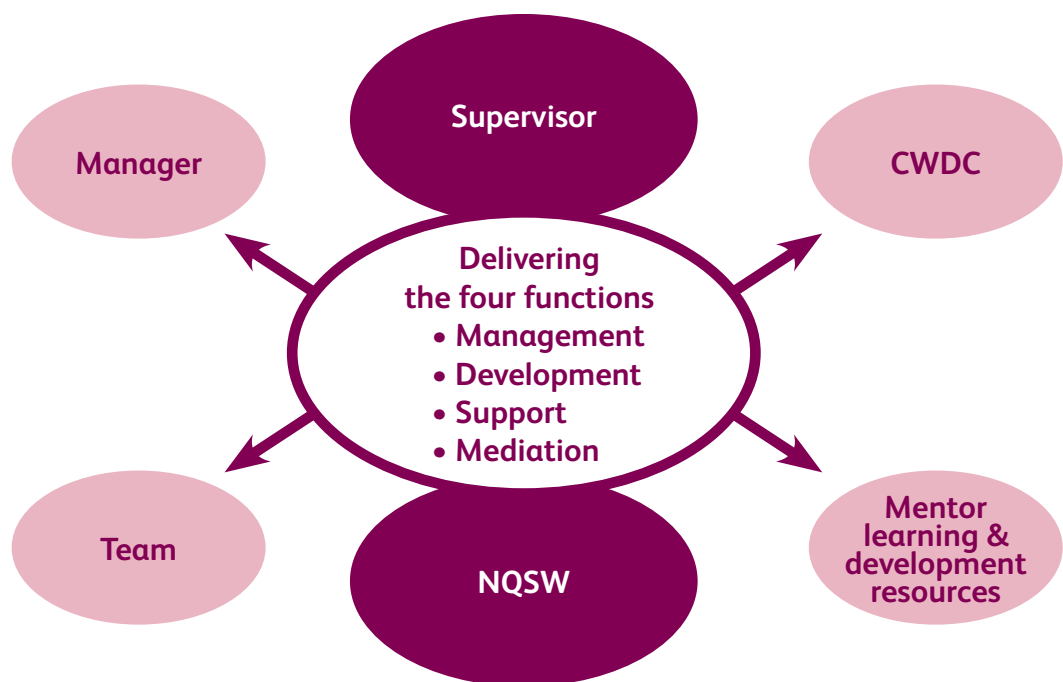 Supervisor
Manager
CWDC
Delivering
the four functions
• Management
• Development
• Support
• Mediation
Team
NQSW
Mentor
learning &
development
resources